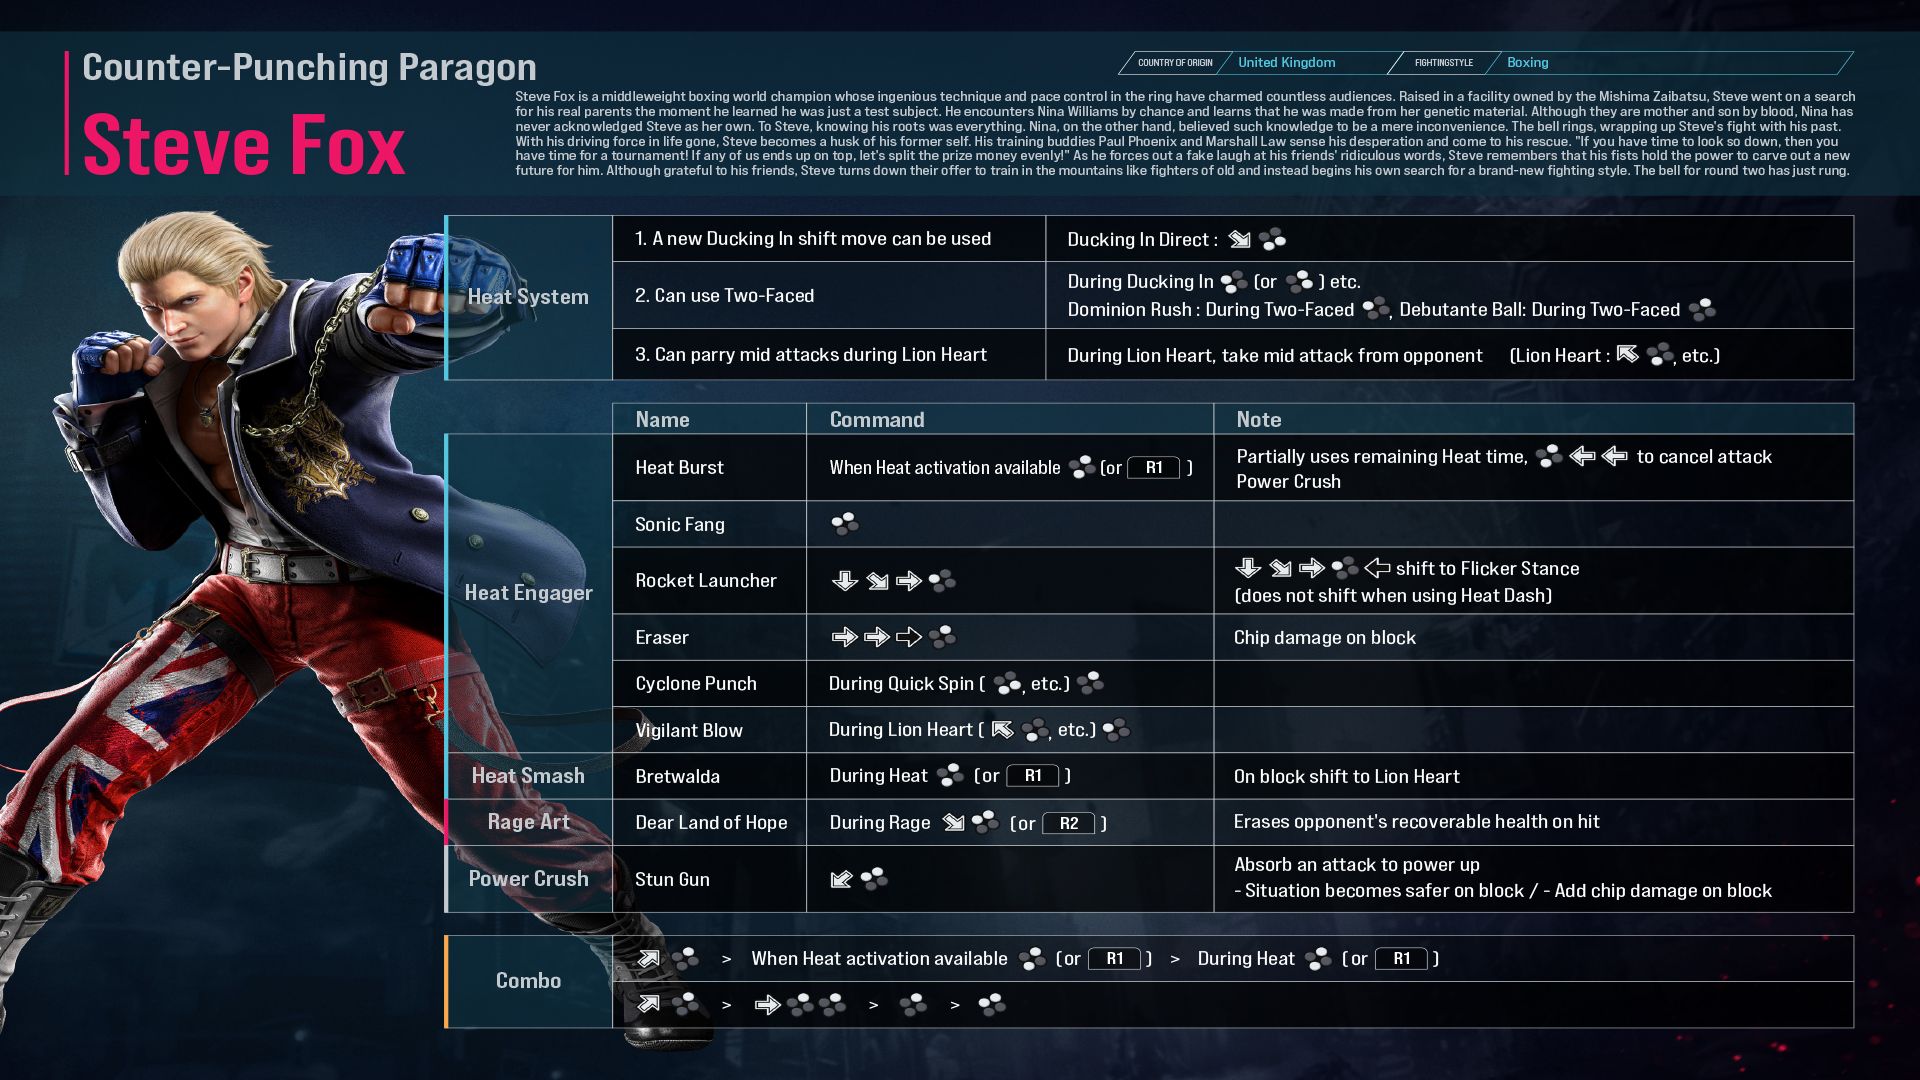 Counter-Punching Paragon
Steve Fox
COUNTRY OF ORIGIN United Kingdom FIGHTINGSTYLE Boxing
Steve Fox is a middleweight boxing world champion whose ingenious technique and pace control in the ring have charmed countless audiences. Raised in a facility owned by the Mishima Zaibatsu, Steve went on a search
for his real parents the moment he learned he was just a test subject. He encounters Nina Williams by chance and learns that he was made from her genetic material. Although they are mother and son by blood, Nina has
never acknowledged Steve as her own. To Steve, knowing his roots was everything. Nina, on the other hand, believed such knowledge to be a mere inconvenience. The bell rings, wrapping up Steve's fight with his past.
With his driving force in life gone, Steve becomes a husk of his former self. His training buddies Paul Phoenix and Marshall Law sense his desperation and come to his rescue. "If you have time to look so down, then you
have time for a tournament! If any of us ends up on top, let's split the prize money evenly!" As he forces out a fake laugh at his friends' ridiculous words, Steve remembers that his fists hold the power to carve out a new
future for him. Although grateful to his friends, Steve turns down their offer to train in the mountains like fighters of old and instead begins his own search for a brand-new fighting style. The bell for round two has just rung.
Heat System
1. A new Ducking In shift move can be used
Ducking In Direct :
2. Can use Two-Faced
During Ducking In (or ) etc.
Dominion Rush : During Two-Faced , Debutante Ball: During Two-Faced
3. Can parry mid attacks during Lion Heart
During Lion Heart, take mid attack from opponent (Lion Heart : , etc.)
Name Command Note
Heat Engager
Heat Burst
When Heat activation available (or R1 )
Partially uses remaining Heat time, to cancel attack
Power Crush
Sonic Fang
Rocket Launcher
shift to Flicker Stance
(does not shift when using Heat Dash)
Eraser
Chip damage on block
Cyclone Punch
During Quick Spin ( , etc.)
Vigilant Blow
During Lion Heart ( , etc.)
Heat Smash
Bretwalda
During Heat (or R1 )
On block shift to Lion Heart
Rage Art
Dear Land of Hope
During Rage (or R2 )
Erases opponent's recoverable health on hit
Power Crush
Stun Gun
Absorb an attack to power up
- Situation becomes safer on block / - Add chip damage on block
Combo
> When Heat activation available (or R1 ) > During Heat (or R1 )
> > >